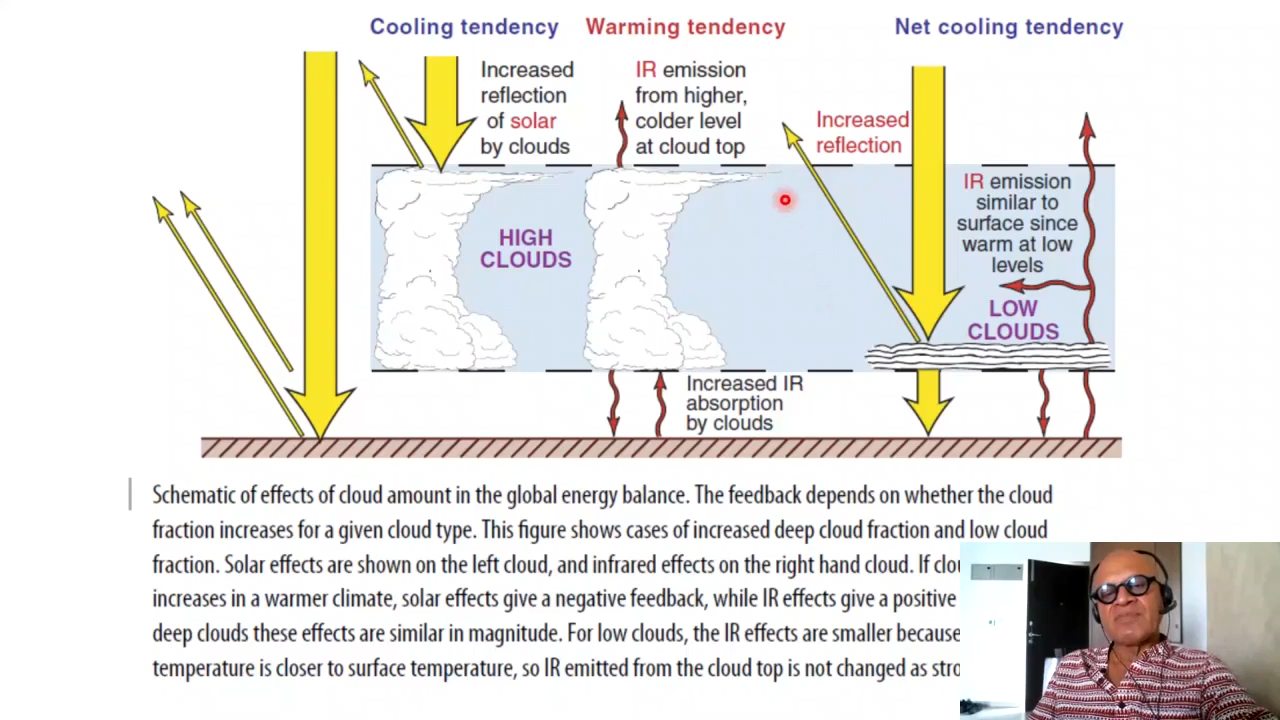 Cooling tendency
Warming tendency
Net cooling tendency
Increased
reflection
of solar
by clouds
IR emission
from higher,
colder level
at cloud top
Increased
reflection
IR emission
similar to
surface since
warm at low
levels
HIGH
CLOUDS
LOW
CLOUDS
Increased IR
absorption
by clouds
Schematic of effects of cloud amount in the global energy balance. The feedback depends on whether the cloud
fraction increases for a given cloud type. This figure shows cases of increased deep cloud fraction and low cloud
fraction. Solar effects are shown on the left cloud, and infrared effects on the right hand cloud. If
increases in a warmer climate, solar effects give a negative feedback, while IR effects give a positive
deep clouds these effects are similar in magnitude. For low clouds, the IR effects are smaller because
temperature is closer to surface temperature, so IR emitted from the cloud top is not changed as